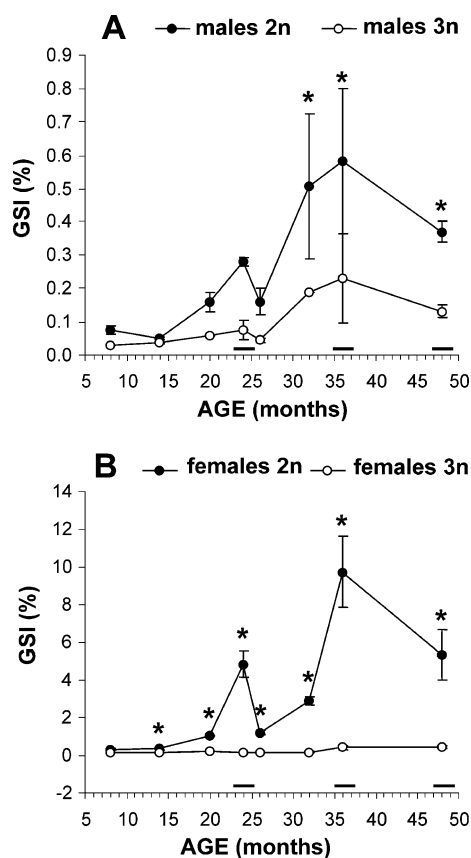 A
males 2n males 3n
0.9
*
*
0.8
0.7
0.6
*
0.5
0.4
0.3
0.2
0.1
0.0
GSI (%)
5 10 15 20 25 30 35 40 45 50
AGE (months)
B
females 2n females 3n
14
*
12
10
8
*
*
6
*
4
* * *
2
0
-2
GSI (%)
5 10 15 20 25 30 35 40 45 50
AGE (months)